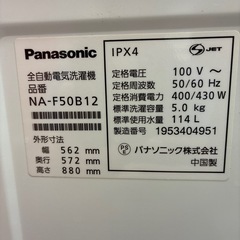 Panasonic
全自動電気洗濯機
品番
NA-F50B12
外形寸法
幅 562 mm
奥行 572 mm
高さ 880 mm
IPX4
JET
定格電圧 100 V ～
定格周波数 50/60 Hz
定格消費電力 400/430 W
標準洗濯容量 5.0 kg
標準使用水量 114 L
製造番号 1953404951
PS E
パナソニック株式会社
中国製